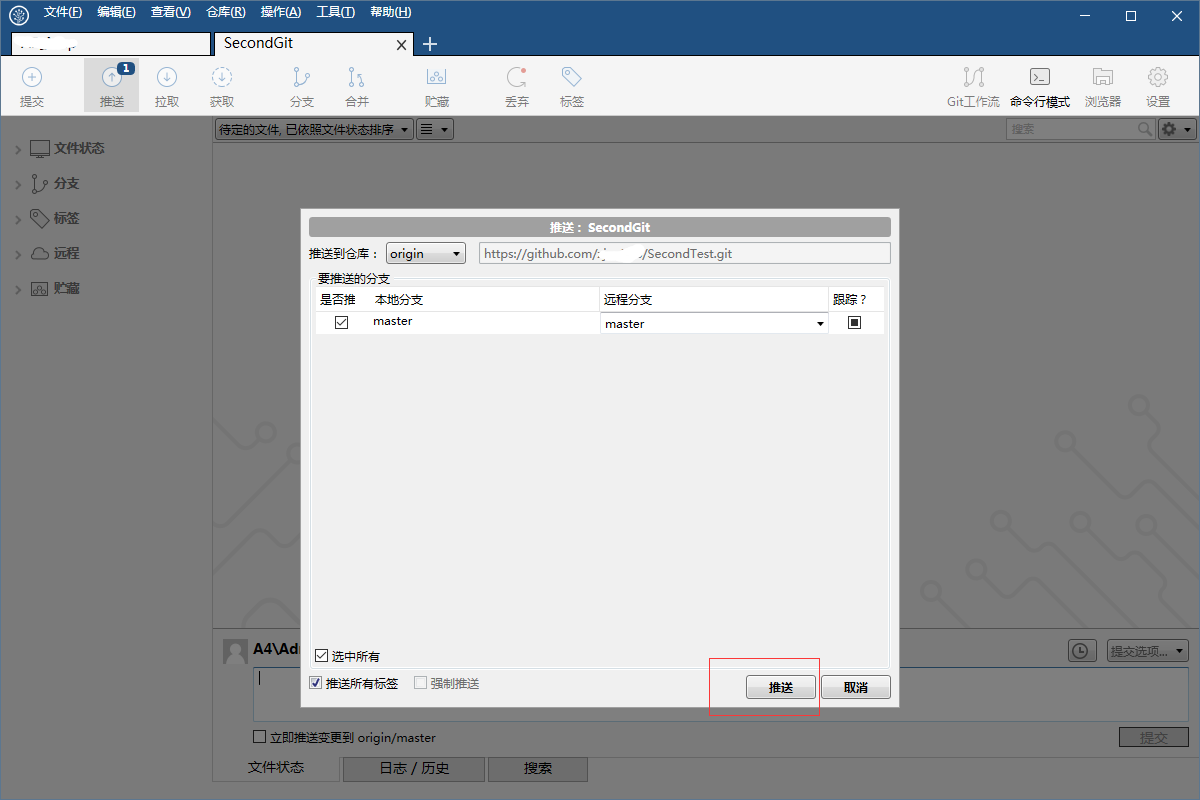 文件(F) 编辑(E) 查看(V) 仓库(R) 操作(A) 工具(T) 帮助(H)
SecondGit
1
提交 推送 拉取 获取 分支 合并 贮藏 丢弃 标签 Git工作流 命令行模式 浏览器 设置
待定的文件, 已依照文件状态排序 搜索
文件状态
分支
标签
远程
贮藏
推送 : SecondGit
推送到仓库 : origin https://github.com/ /SecondTest.git
要推送的分支
是否推 本地分支 远程分支 跟踪 ?
master master
选中所有
推送所有标签 强制推送 推送 取消
A4\Ad 提交选项...
立即推送变更到 origin/master 提交
文件状态 日志 / 历史 搜索